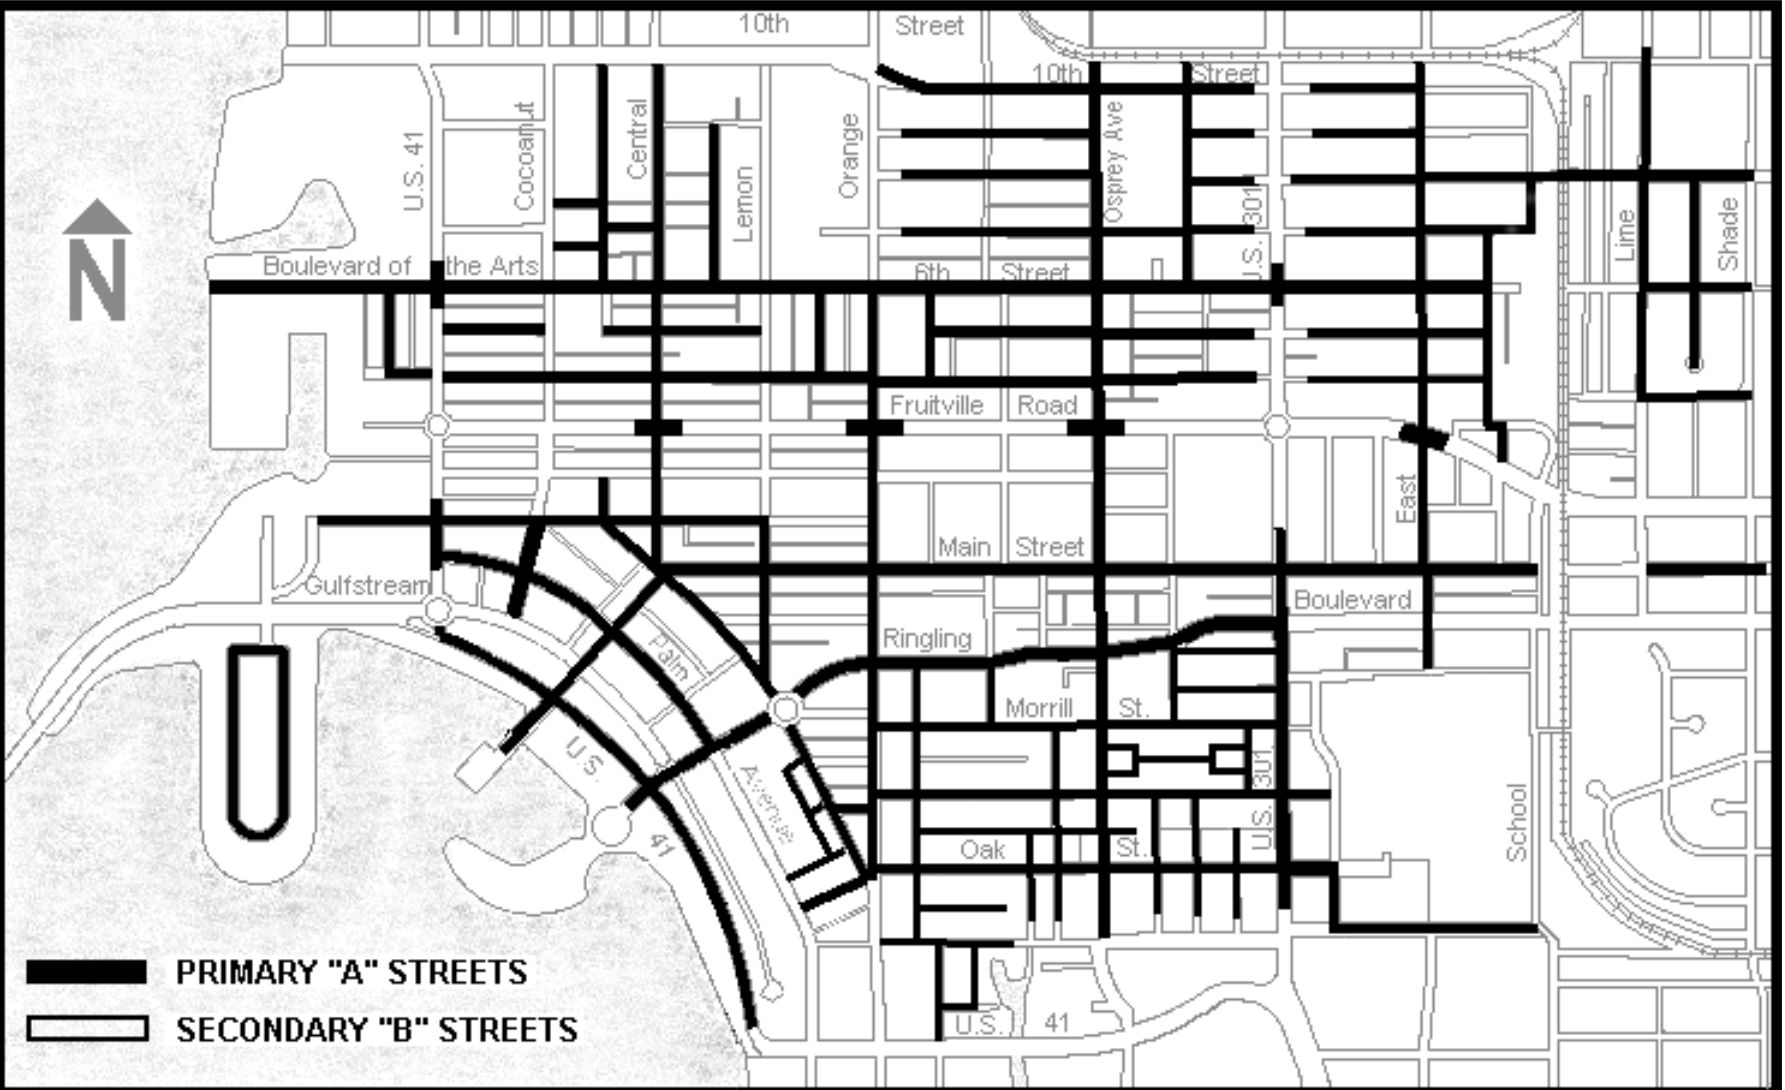 10th
Street
10th
Street
U.S. 41
Cocoanut
Central
Lemon
Orange
Osprey Ave
U.S. 301
Lime
Shade
N
Boulevard of
the Arts
6th
Street
Fruitville
Road
East
Main
Street
Gulfstream
Boulevard
Ringling
Palm
Morrill
St.
U.S.
41
Avenue
U.S. 301
School
Oak
St.
U.S.
41
PRIMARY "A" STREETS
SECONDARY "B" STREETS